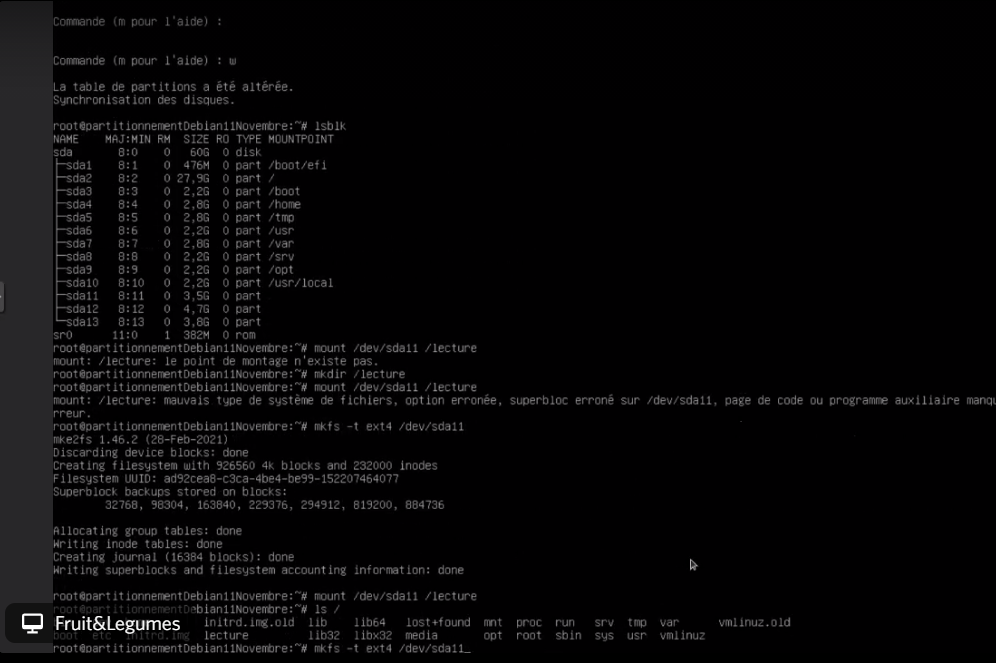 Commande (m pour l'aide) :
Commande (m pour l'aide) : w
La table de partitions a été altérée.
Synchronisation des disques.
root@partitionnementDebian11Novembre:~# lsblk
NAME MAJ:MIN RM SIZE RO TYPE MOUNTPOINT
sda 8:0 0 60G 0 disk
├─sda1 8:1 0 476M 0 part /boot/efi
├─sda2 8:2 0 27,9G 0 part /
├─sda3 8:3 0 2,2G 0 part /boot
├─sda4 8:4 0 2,8G 0 part /home
├─sda5 8:5 0 2,8G 0 part /tmp
├─sda6 8:6 0 2,2G 0 part /usr
├─sda7 8:7 0 2,8G 0 part /var
├─sda8 8:8 0 2,2G 0 part /srv
├─sda9 8:9 0 2,2G 0 part /opt
├─sda10 8:10 0 2,2G 0 part /usr/local
├─sda11 8:11 0 3,5G 0 part
├─sda12 8:12 0 4,7G 0 part
└─sda13 8:13 0 3,8G 0 part
sr0 11:0 1 382M 0 rom
root@partitionnementDebian11Novembre:~# mount /dev/sda11 /lecture
mount: /lecture: le point de montage n'existe pas.
root@partitionnementDebian11Novembre:~# mkdir /lecture
root@partitionnementDebian11Novembre:~# mount /dev/sda11 /lecture
mount: /lecture: mauvais type de système de fichiers, option erronée, superbloc erroné sur /dev/sda11, page de code ou programme auxiliaire manqu
rreur.
root@partitionnementDebian11Novembre:~# mkfs -t ext4 /dev/sda11
mke2fs 1.46.2 (28-Feb-2021)
Discarding device blocks: done
Creating filesystem with 926560 4k blocks and 232000 inodes
Filesystem UUID: ad92cea8-c3ca-4be4-be99-152207464077
Superblock backups stored on blocks:
32768, 98304, 163840, 229376, 294912, 819200, 884736
Allocating group tables: done
Writing inode tables: done
Creating journal (16384 blocks): done
Writing superblocks and filesystem accounting information: done
root@partitionnementDebian11Novembre:~# mount /dev/sda11 /lecture
root@partitionnementDebian11Novembre:~# ls /
initrd.img.old lib lib64 lost+found mnt proc run srv tmp var vmlinuz.old
boot etc initrd.img lecture lib32 libx32 media opt root sbin sys usr vmlinuz
root@partitionnementDebian11Novembre:~# mkfs -t ext4 /dev/sda11_
Fruit&Legumes